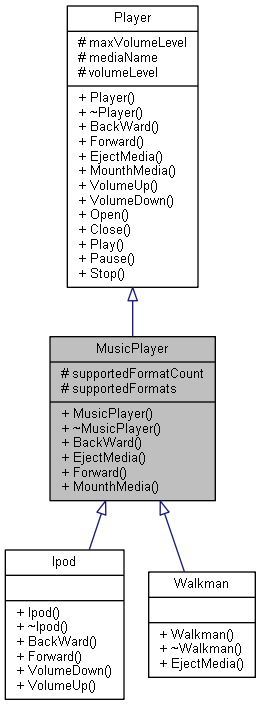 Player
# maxVolumeLevel
# mediaName
# volumeLevel
+ Player()
+ ~Player()
+ BackWard()
+ Forward()
+ EjectMedia()
+ MounthMedia()
+ VolumeUp()
+ VolumeDown()
+ Open()
+ Close()
+ Play()
+ Pause()
+ Stop()
MusicPlayer
# supportedFormatCount
# supportedFormats
+ MusicPlayer()
+ ~MusicPlayer()
+ BackWard()
+ EjectMedia()
+ Forward()
+ MounthMedia()
Ipod
+ Ipod()
+ ~Ipod()
+ BackWard()
+ Forward()
+ VolumeDown()
+ VolumeUp()
Walkman
+ Walkman()
+ ~Walkman()
+ EjectMedia()